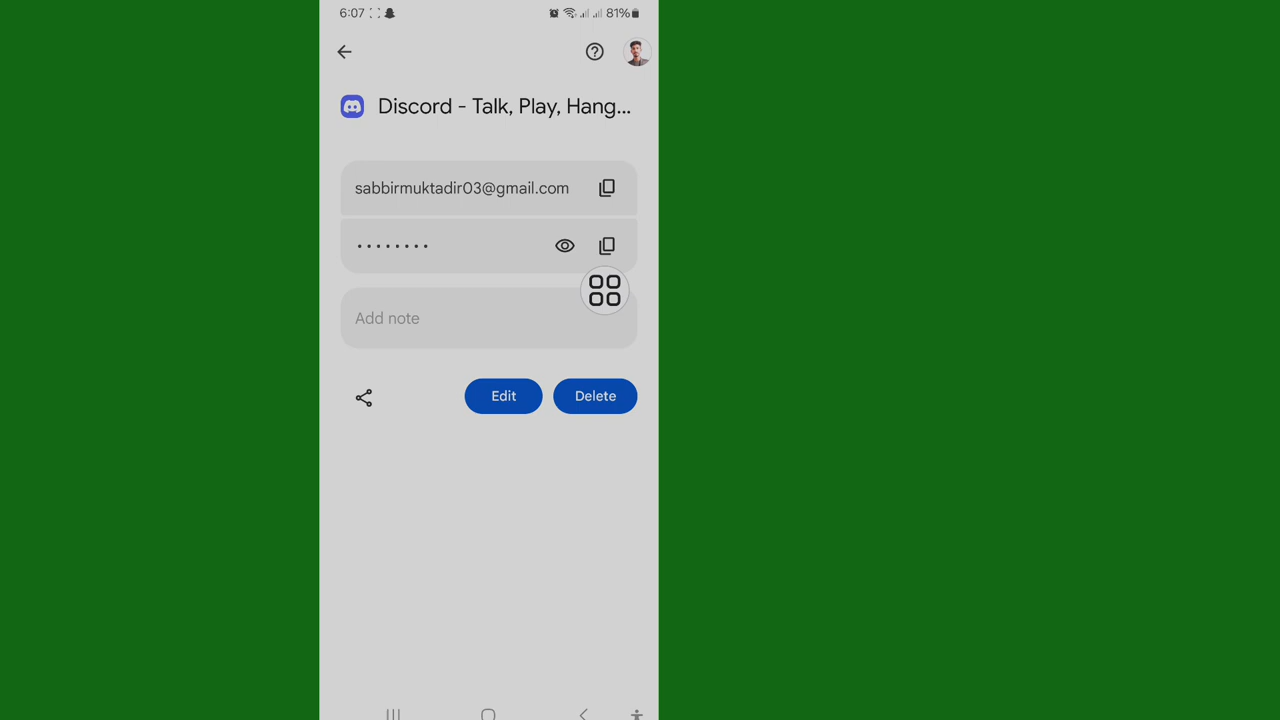 6:07 81%
Discord - Talk, Play, Hang...
sabbirmuktadir03@gmail.com
••••••••
Add note
Edit Delete